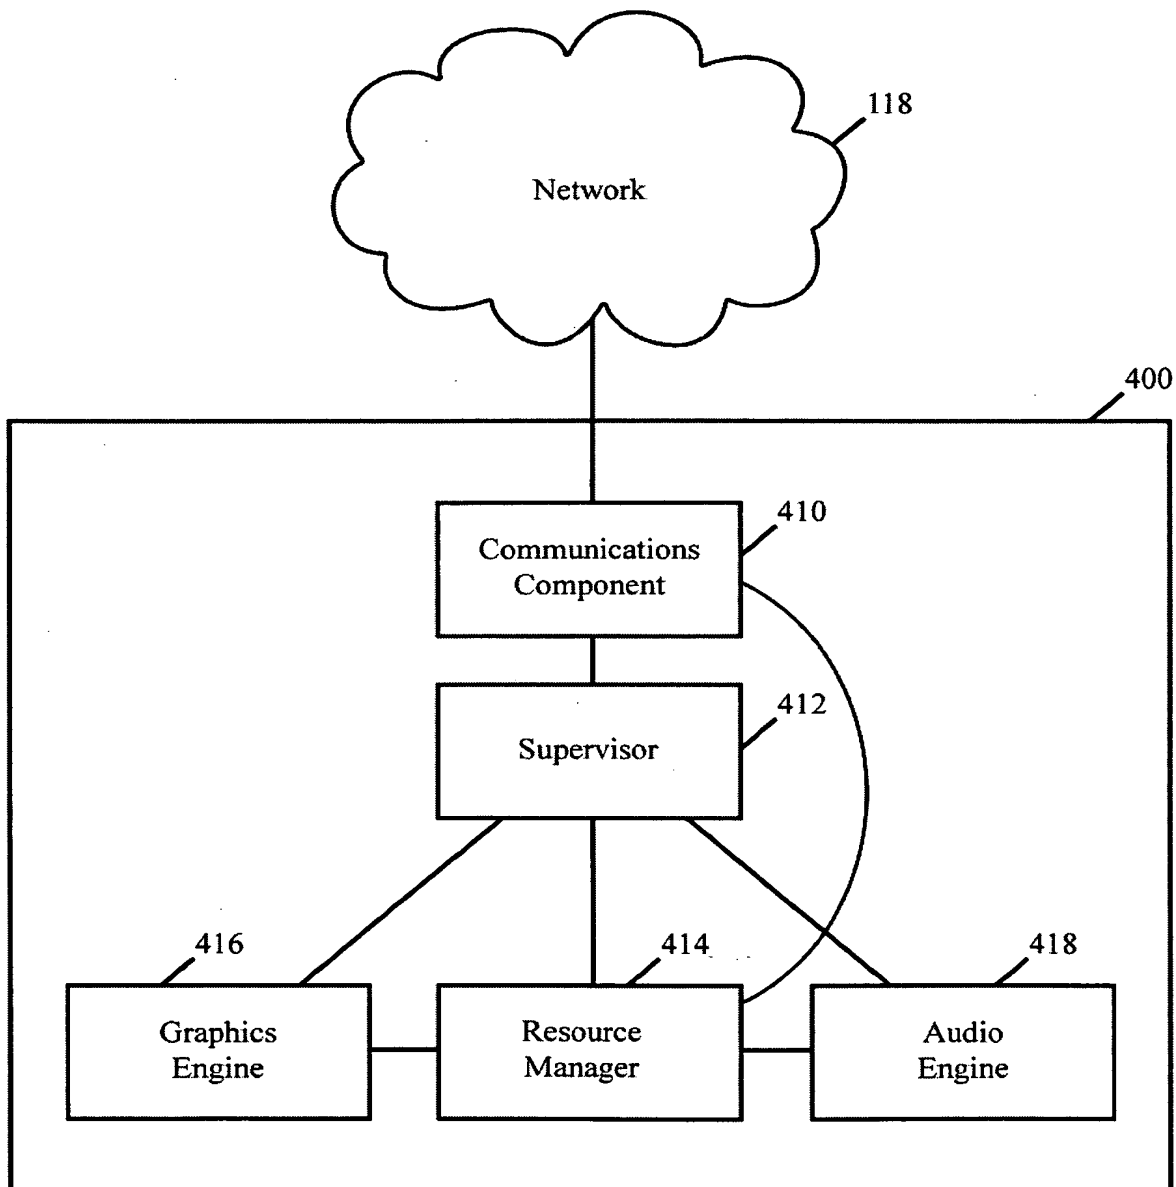 118
Network
400
410
Communications
Component
412
Supervisor
416
414
418
Graphics
Engine
Resource
Manager
Audio
Engine